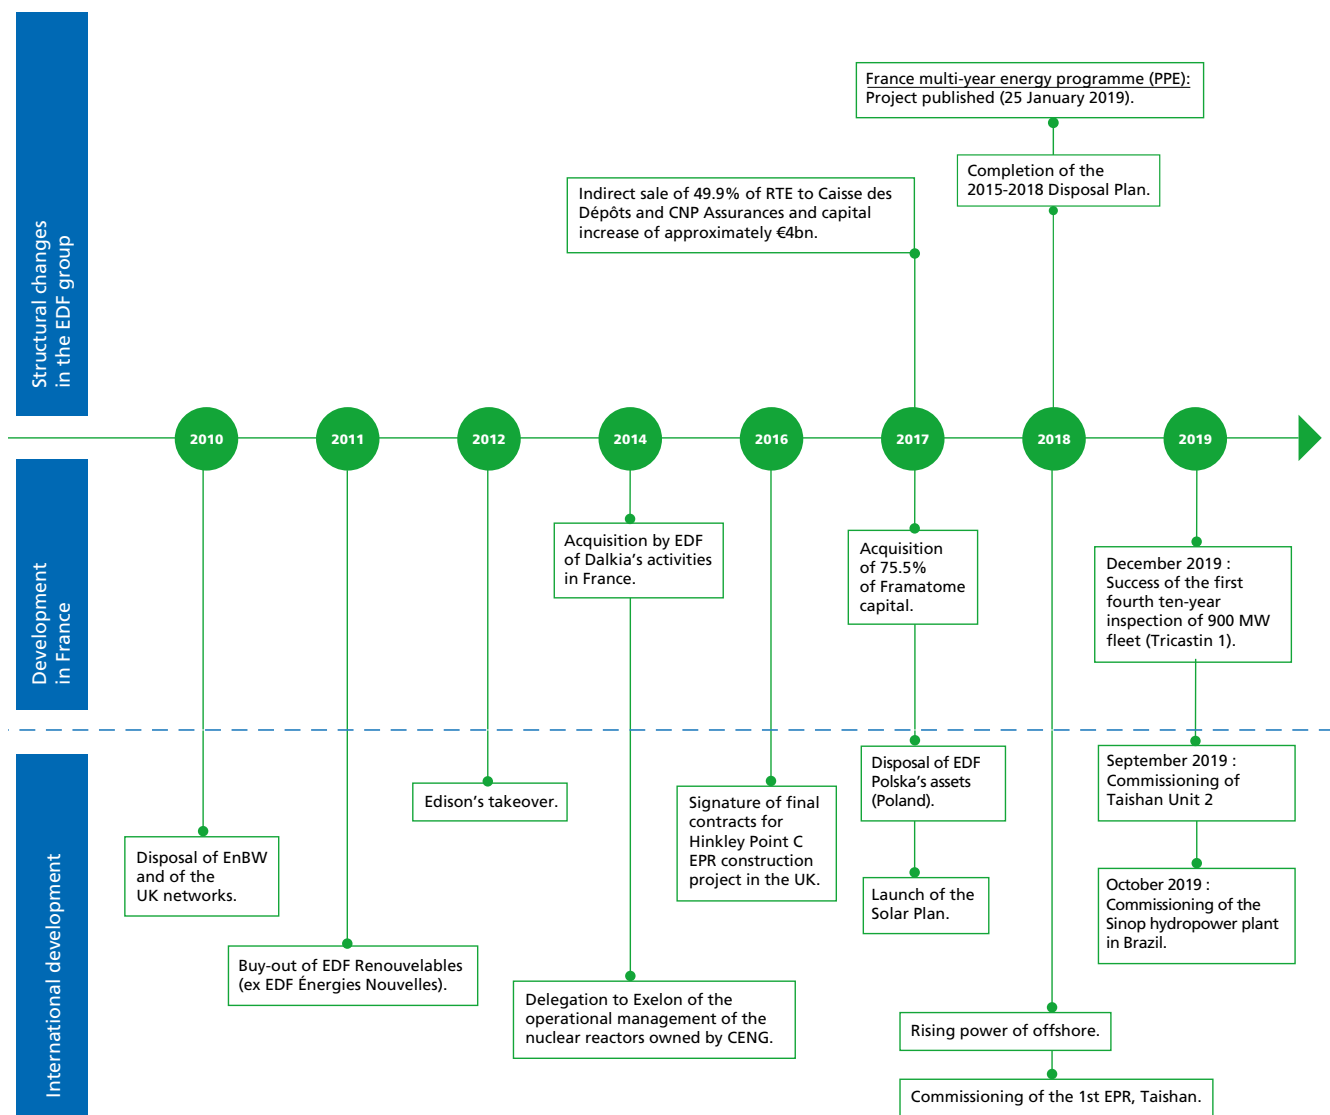 Structural changes
in the EDF group
France multi-year energy programme (PPE):
Project published (25 January 2019).
Completion of the
2015-2018 Disposal Plan.
Indirect sale of 49.9% of RTE to Caisse des
Dépôts and CNP Assurances and capital
increase of approximately €4bn.
2010
2011
2012
2014
2016
2017
2018
2019
Development
in France
Acquisition by EDF
of Dalkia's activities
in France.
Acquisition
of 75.5%
of Framatome
capital.
December 2019 :
Success of the first
fourth ten-year
inspection of 900 MW
fleet (Tricastin 1).
International development
Disposal of EnBW
and of the
UK networks.
Buy-out of EDF Renouvelables
(ex EDF Énergies Nouvelles).
Edison's takeover.
Delegation to Exelon of the
operational management of the
nuclear reactors owned by CENG.
Signature of final
contracts for
Hinkley Point C
EPR construction
project in the UK.
Disposal of EDF
Polska's assets
(Poland).
Launch of the
Solar Plan.
Rising power of offshore.
Commissioning of the 1st EPR, Taishan.
September 2019 :
Commissioning of
Taishan Unit 2
October 2019 :
Commissioning of the
Sinop hydropower plant
in Brazil.